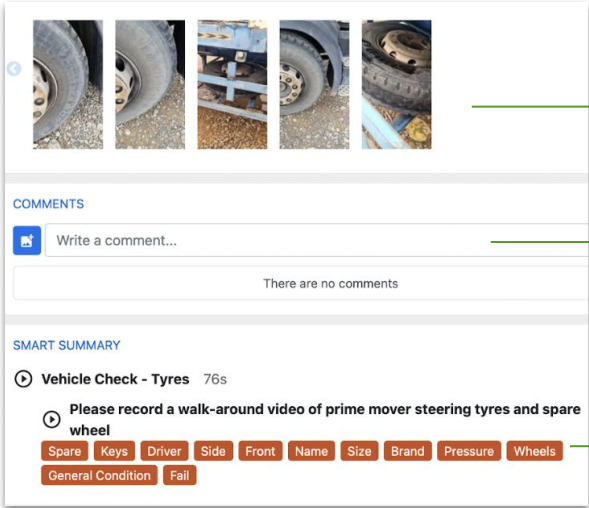 COMMENTS
Write a comment...
There are no comments
SMART SUMMARY
Vehicle Check - Tyres 76s
Please record a walk-around video of prime mover steering tyres and spare
wheel
Spare Keys Driver Side Front Name Size Brand Pressure Wheels
General Condition Fail